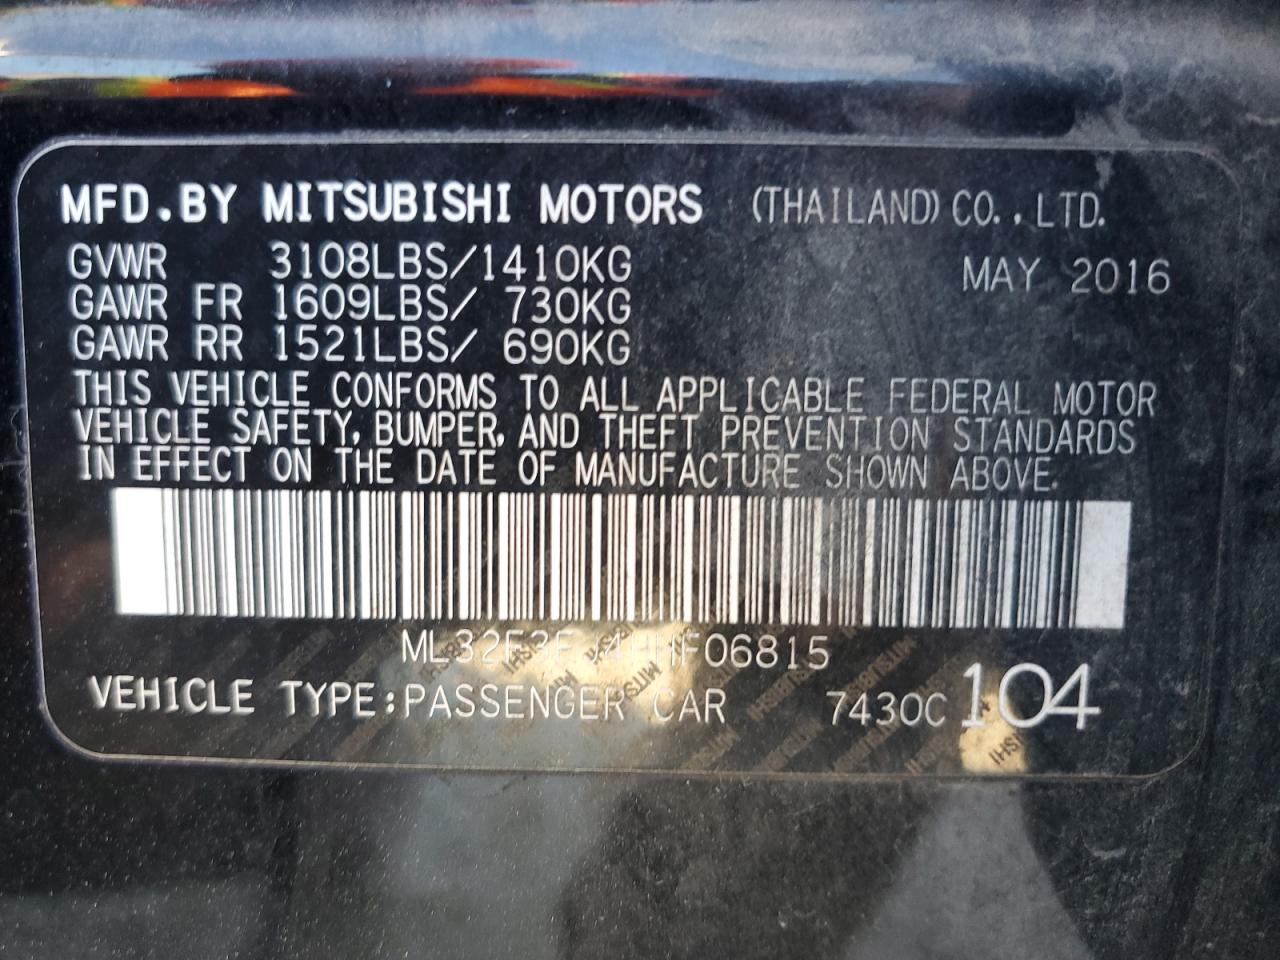 MFD.BY MITSUBISHI MOTORS (THAILAND) CO.,LTD.
GVWR 3108LBS/1410KG MAY 2016
GAWR FR 1609LBS/ 730KG
GAWR RR 1521LBS/ 690KG
THIS VEHICLE CONFORMS TO ALL APPLICABLE FEDERAL MOTOR
VEHICLE SAFETY, BUMPER, AND THEFT PREVENTION STANDARDS
IN EFFECT ON THE DATE OF MANUFACTURE SHOWN ABOVE.
VEHICLE TYPE:PASSENGER CAR 7430C 104